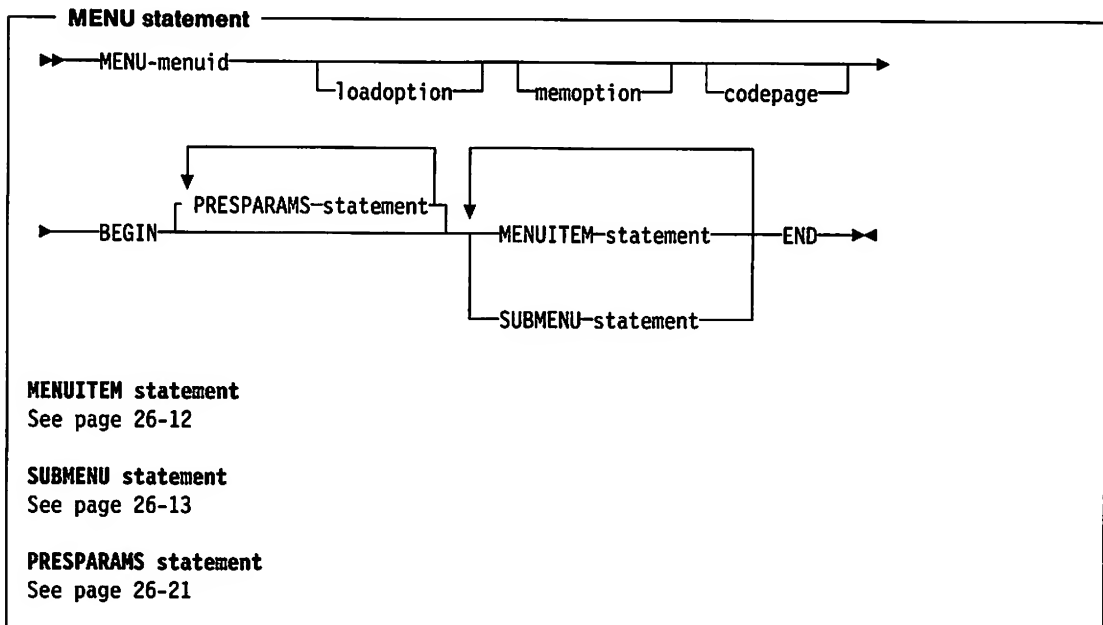 MENU statement
MENU-menuid
loadoption memoption codepage
PRESPARAMS-statement
BEGIN MENUITEM-statement END
SUBMENU-statement
MENUITEM statement
See page 26-12
SUBMENU statement
See page 26-13
PRESPARAMS statement
See page 26-21